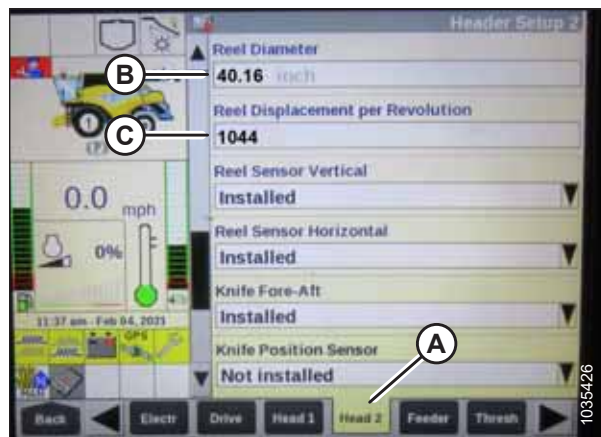 Header Setup 2
Reel Diameter
B
40.16 inch
Reel Displacement per Revolution
C
1044
Reel Sensor Vertical
Installed
0.0 mph
Reel Sensor Horizontal
0%
Installed
Knife Fore-Aft
Installed
11:37 am Feb 04, 2021
GPS
Knife Position Sensor
A
Not installed
Back
Electr
Drive
Head 1
Head 2
Feeder
Thresh
1035426